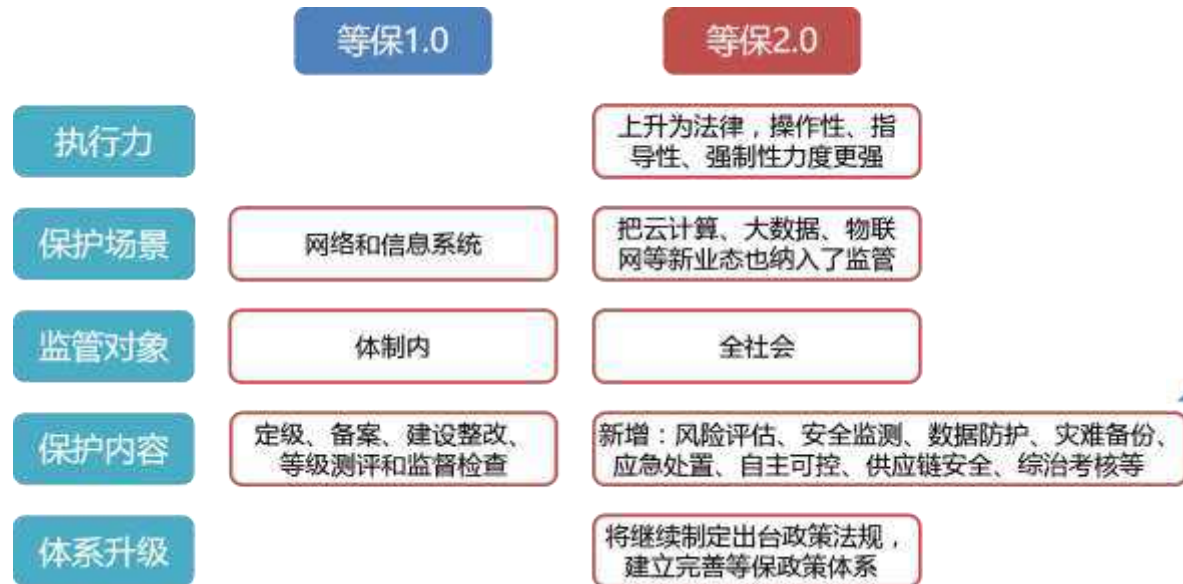 等保1.0
等保2.0
执行力
上升为法律，操作性、指
导性、强制性力度更强
保护场景
网络和信息系统
把云计算、大数据、物联
网等新业态也纳入了监管
监管对象
体制内
全社会
保护内容
定级、备案、建设整改、
等级测评和监督检查
新增：风险评估、安全监测、数据防护、灾难备份、
应急处置、自主可控、供应链安全、综治考核等
体系升级
将继续制定出台政策法规，
建立完善等保政策体系